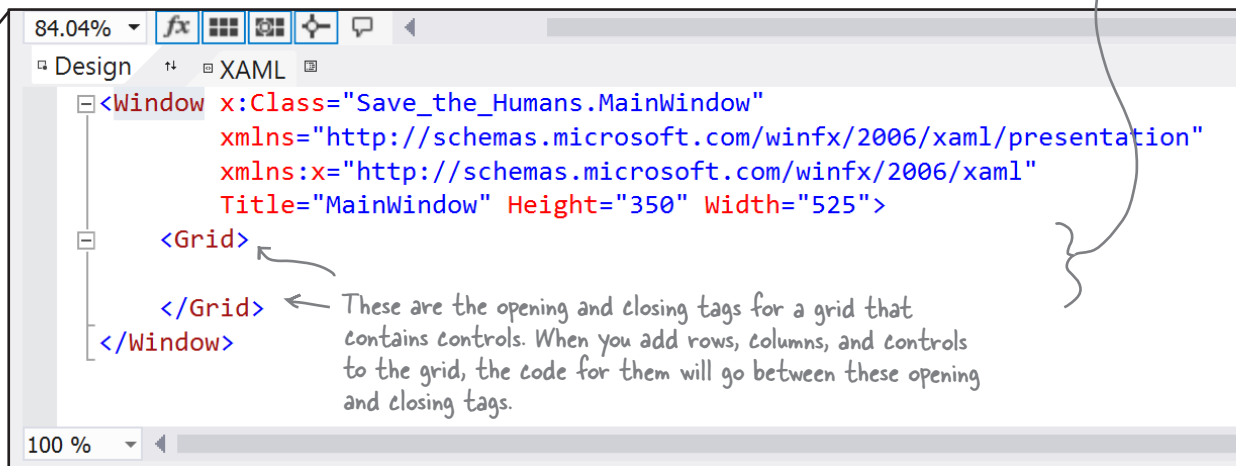 84.04%
fx
Design
XAML
<Window x:Class="Save_the_Humans.MainWindow"
xmlns="http://schemas.microsoft.com/winfx/2006/xaml/presentation"
xmlns:x="http://schemas.microsoft.com/winfx/2006/xaml"
Title="MainWindow" Height="350" Width="525">
<Grid>
</Grid>
</Window>
These are the opening and closing tags for a grid that
contains controls. When you add rows, columns, and controls
to the grid, the code for them will go between these opening
and closing tags.
100 %